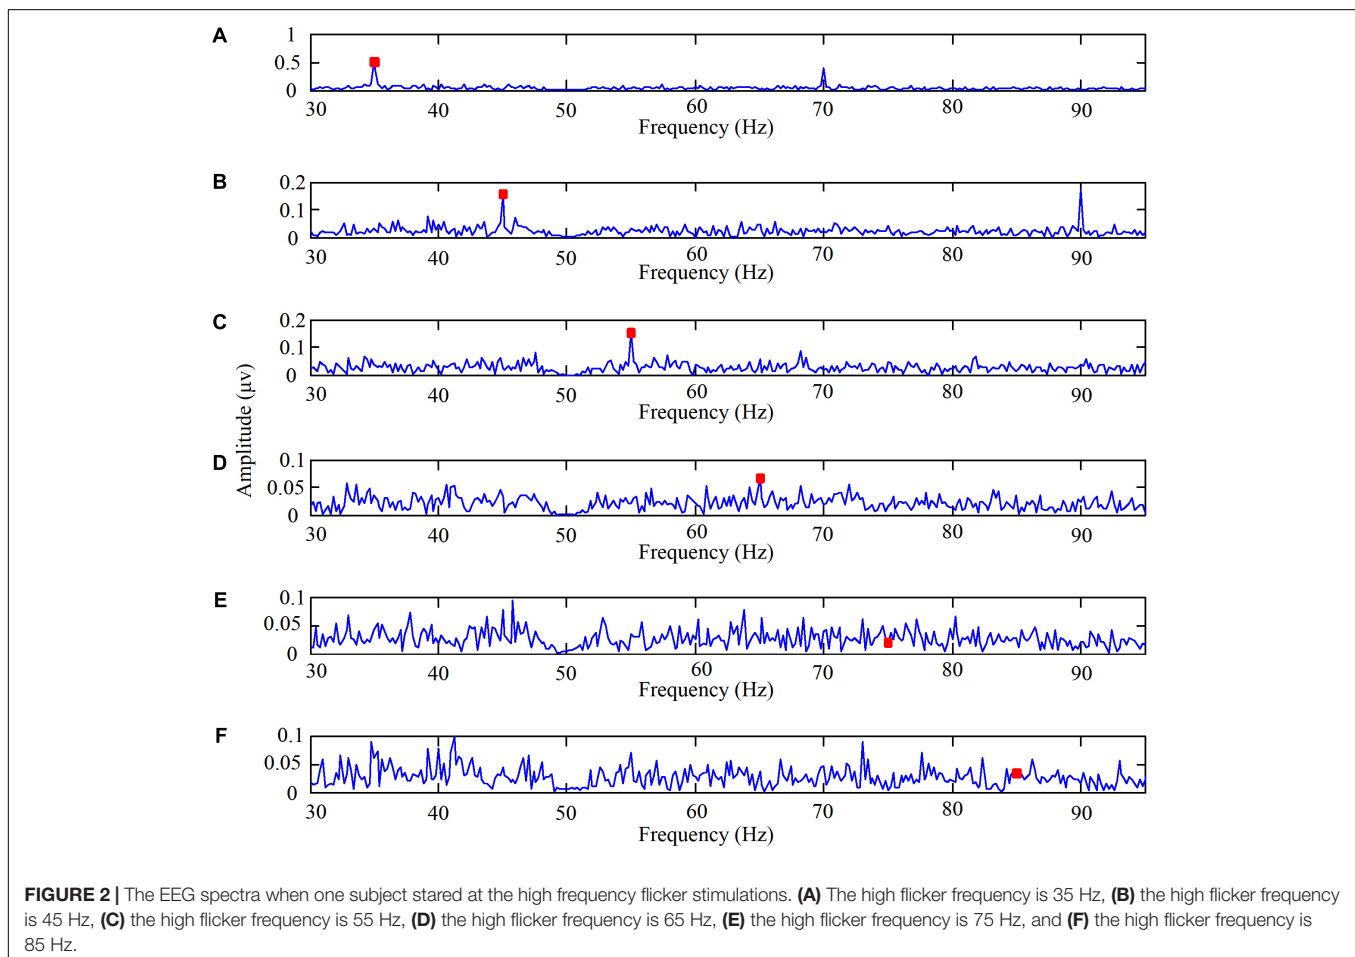 A
1
0.5
0
30 40 50 60 70 80 90
Frequency (Hz)
B
0.2
0.1
0
30 40 50 60 70 80 90
Frequency (Hz)
C
0.2
0.1
0
30 40 50 60 70 80 90
Frequency (Hz)
Amplitude (μv)
D
0.1
0.05
0
30 40 50 60 70 80 90
Frequency (Hz)
E
0.1
0.05
0
30 40 50 60 70 80 90
Frequency (Hz)
F
0.1
0.05
0
30 40 50 60 70 80 90
Frequency (Hz)
FIGURE 2 | The EEG spectra when one subject stared at the high frequency flicker stimulations. (A) The high flicker frequency is 35 Hz, (B) the high flicker frequency
is 45 Hz, (C) the high flicker frequency is 55 Hz, (D) the high flicker frequency is 65 Hz, (E) the high flicker frequency is 75 Hz, and (F) the high flicker frequency is
85 Hz.